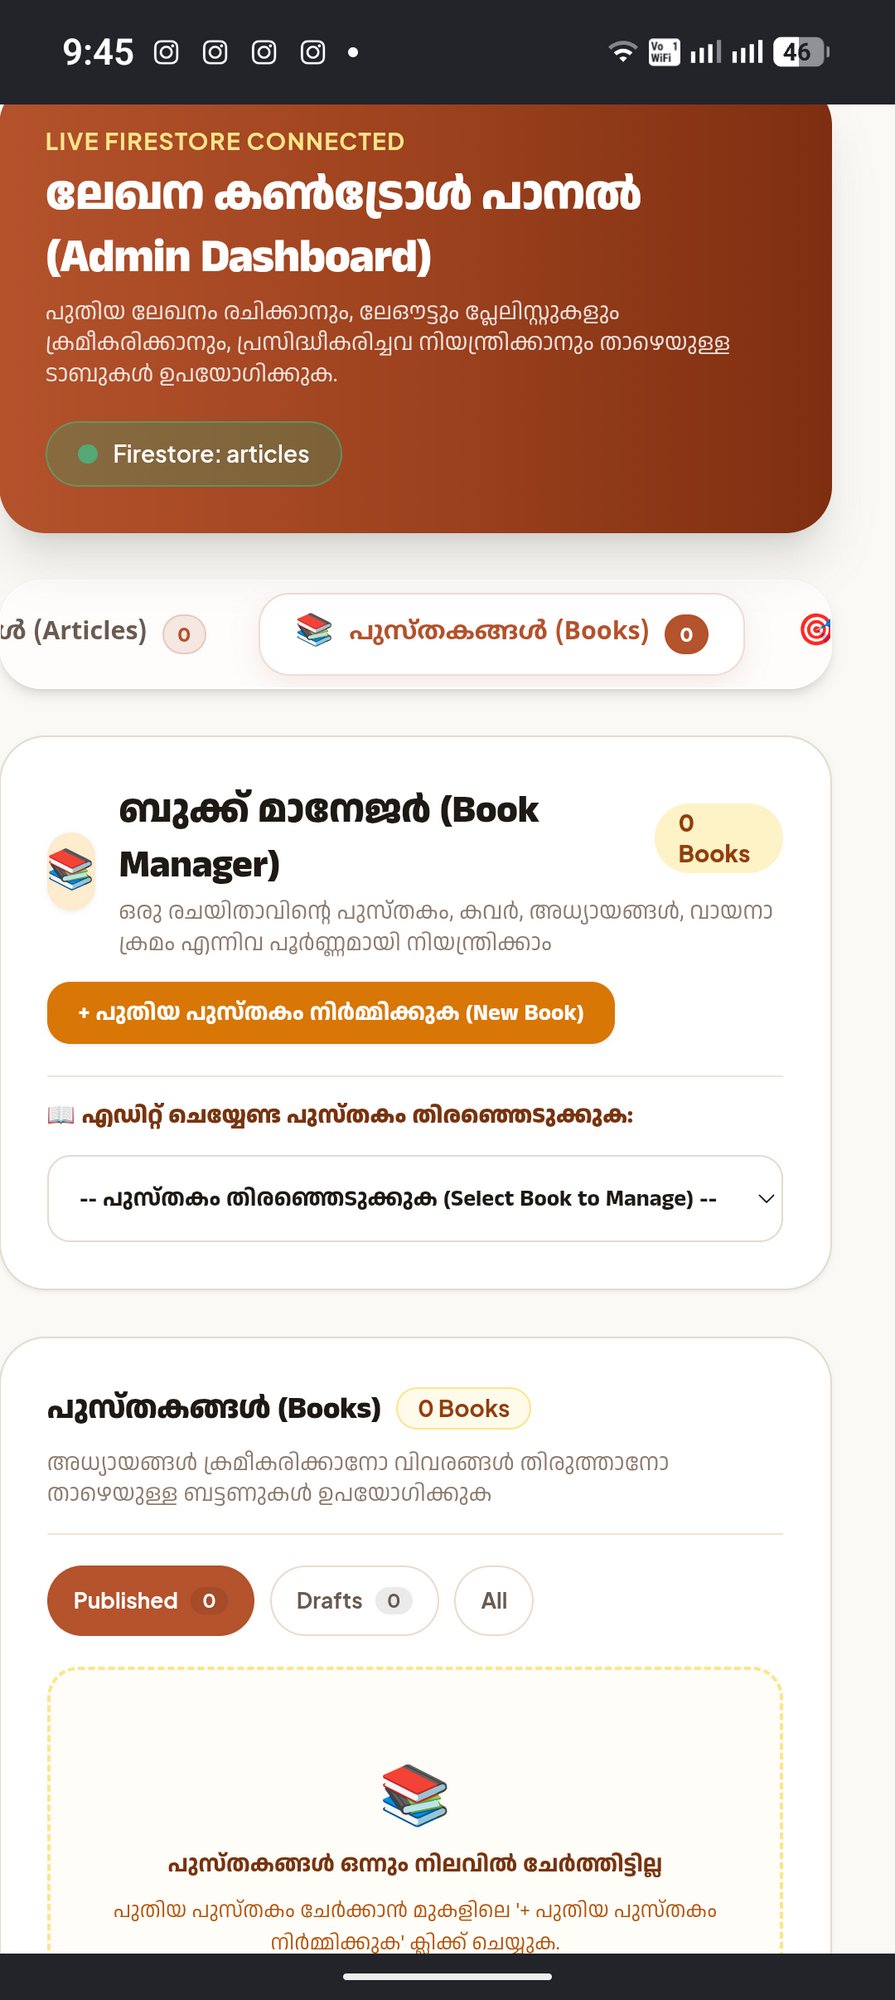 9:45
Vo 1
WiFi
46
LIVE FIRESTORE CONNECTED
ലേഖന കൺട്രോൾ പാനൽ
(Admin Dashboard)
പുതിയ ലേഖനം രചിക്കാനും, ലേഔട്ടും പ്ലേലിസ്റ്റുകളും
ക്രമീകരിക്കാനും, പ്രസിദ്ധീകരിച്ചവ നിയന്ത്രിക്കാനും താഴെയുള്ള
ടാബുകൾ ഉപയോഗിക്കുക.
Firestore: articles
ൾ (Articles) 0
പുസ്തകങ്ങൾ (Books) 0
ബുക്ക് മാനേജർ (Book
Manager)
0
Books
ഒരു രചയിതാവിന്റെ പുസ്തകം, കവർ, അധ്യായങ്ങൾ, വായനാ
ക്രമം എന്നിവ പൂർണ്ണമായി നിയന്ത്രിക്കാം
+ പുതിയ പുസ്തകം നിർമ്മിക്കുക (New Book)
എഡിറ്റ് ചെയ്യേണ്ട പുസ്തകം തിരഞ്ഞെടുക്കുക:
-- പുസ്തകം തിരഞ്ഞെടുക്കുക (Select Book to Manage) --
പുസ്തകങ്ങൾ (Books) 0 Books
അധ്യായങ്ങൾ ക്രമീകരിക്കാനോ വിവരങ്ങൾ തിരുത്താനോ
താഴെയുള്ള ബട്ടണുകൾ ഉപയോഗിക്കുക
Published 0 Drafts 0 All
പുസ്തകങ്ങൾ ഒന്നും നിലവിൽ ചേർത്തിട്ടില്ല
പുതിയ പുസ്തകം ചേർക്കാൻ മുകളിലെ '+ പുതിയ പുസ്തകം
നിർമ്മിക്കുക' ക്ലിക്ക് ചെയ്യുക.